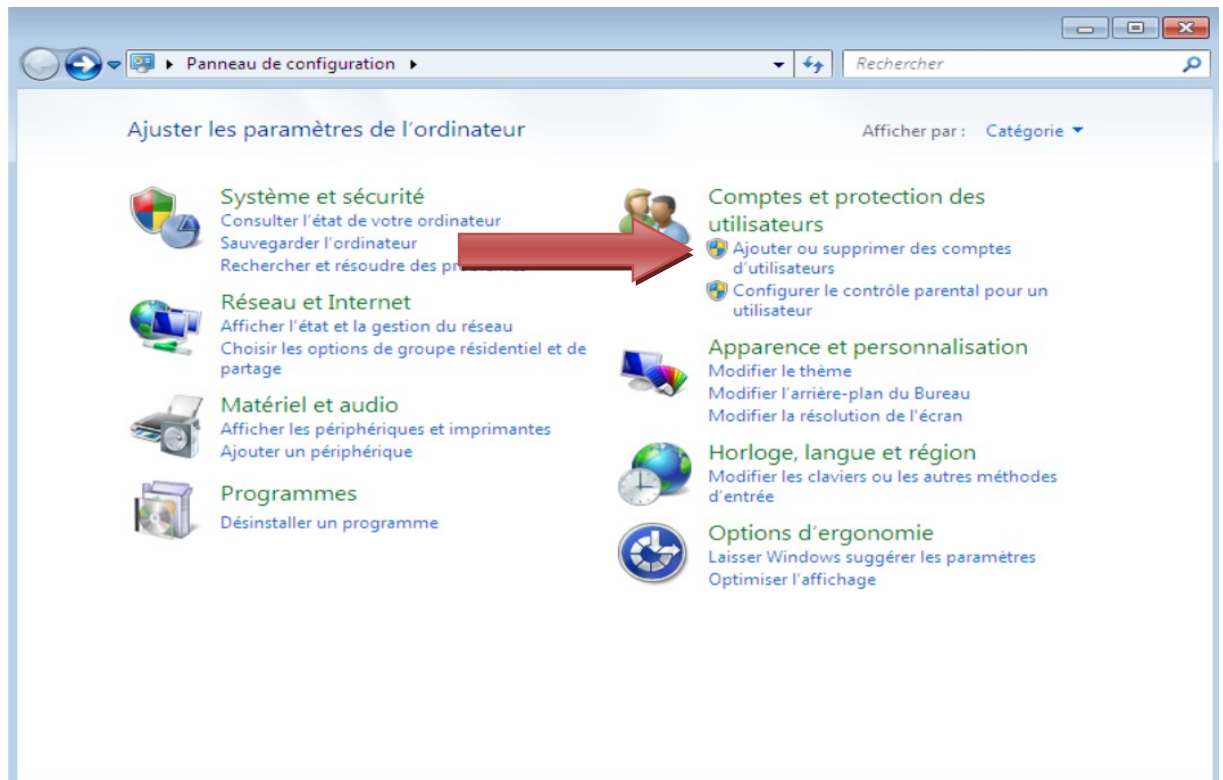 Panneau de configuration
Rechercher
Ajuster les paramètres de l'ordinateur
Afficher par : Catégorie
Système et sécurité
Consulter l'état de votre ordinateur
Sauvegarder l'ordinateur
Rechercher et résoudre des
Réseau et Internet
Afficher l'état et la gestion du réseau
Choisir les options de groupe résidentiel et de
partage
Matériel et audio
Afficher les périphériques et imprimantes
Ajouter un périphérique
Programmes
Désinstaller un programme
Comptes et protection des
utilisateurs
Ajouter ou supprimer des comptes
d'utilisateurs
Configurer le contrôle parental pour un
utilisateur
Apparence et personnalisation
Modifier le thème
Modifier l'arrière-plan du Bureau
Modifier la résolution de l'écran
Horloge, langue et région
Modifier les claviers ou les autres méthodes
d'entrée
Options d'ergonomie
Laisser Windows suggérer les paramètres
Optimiser l'affichage